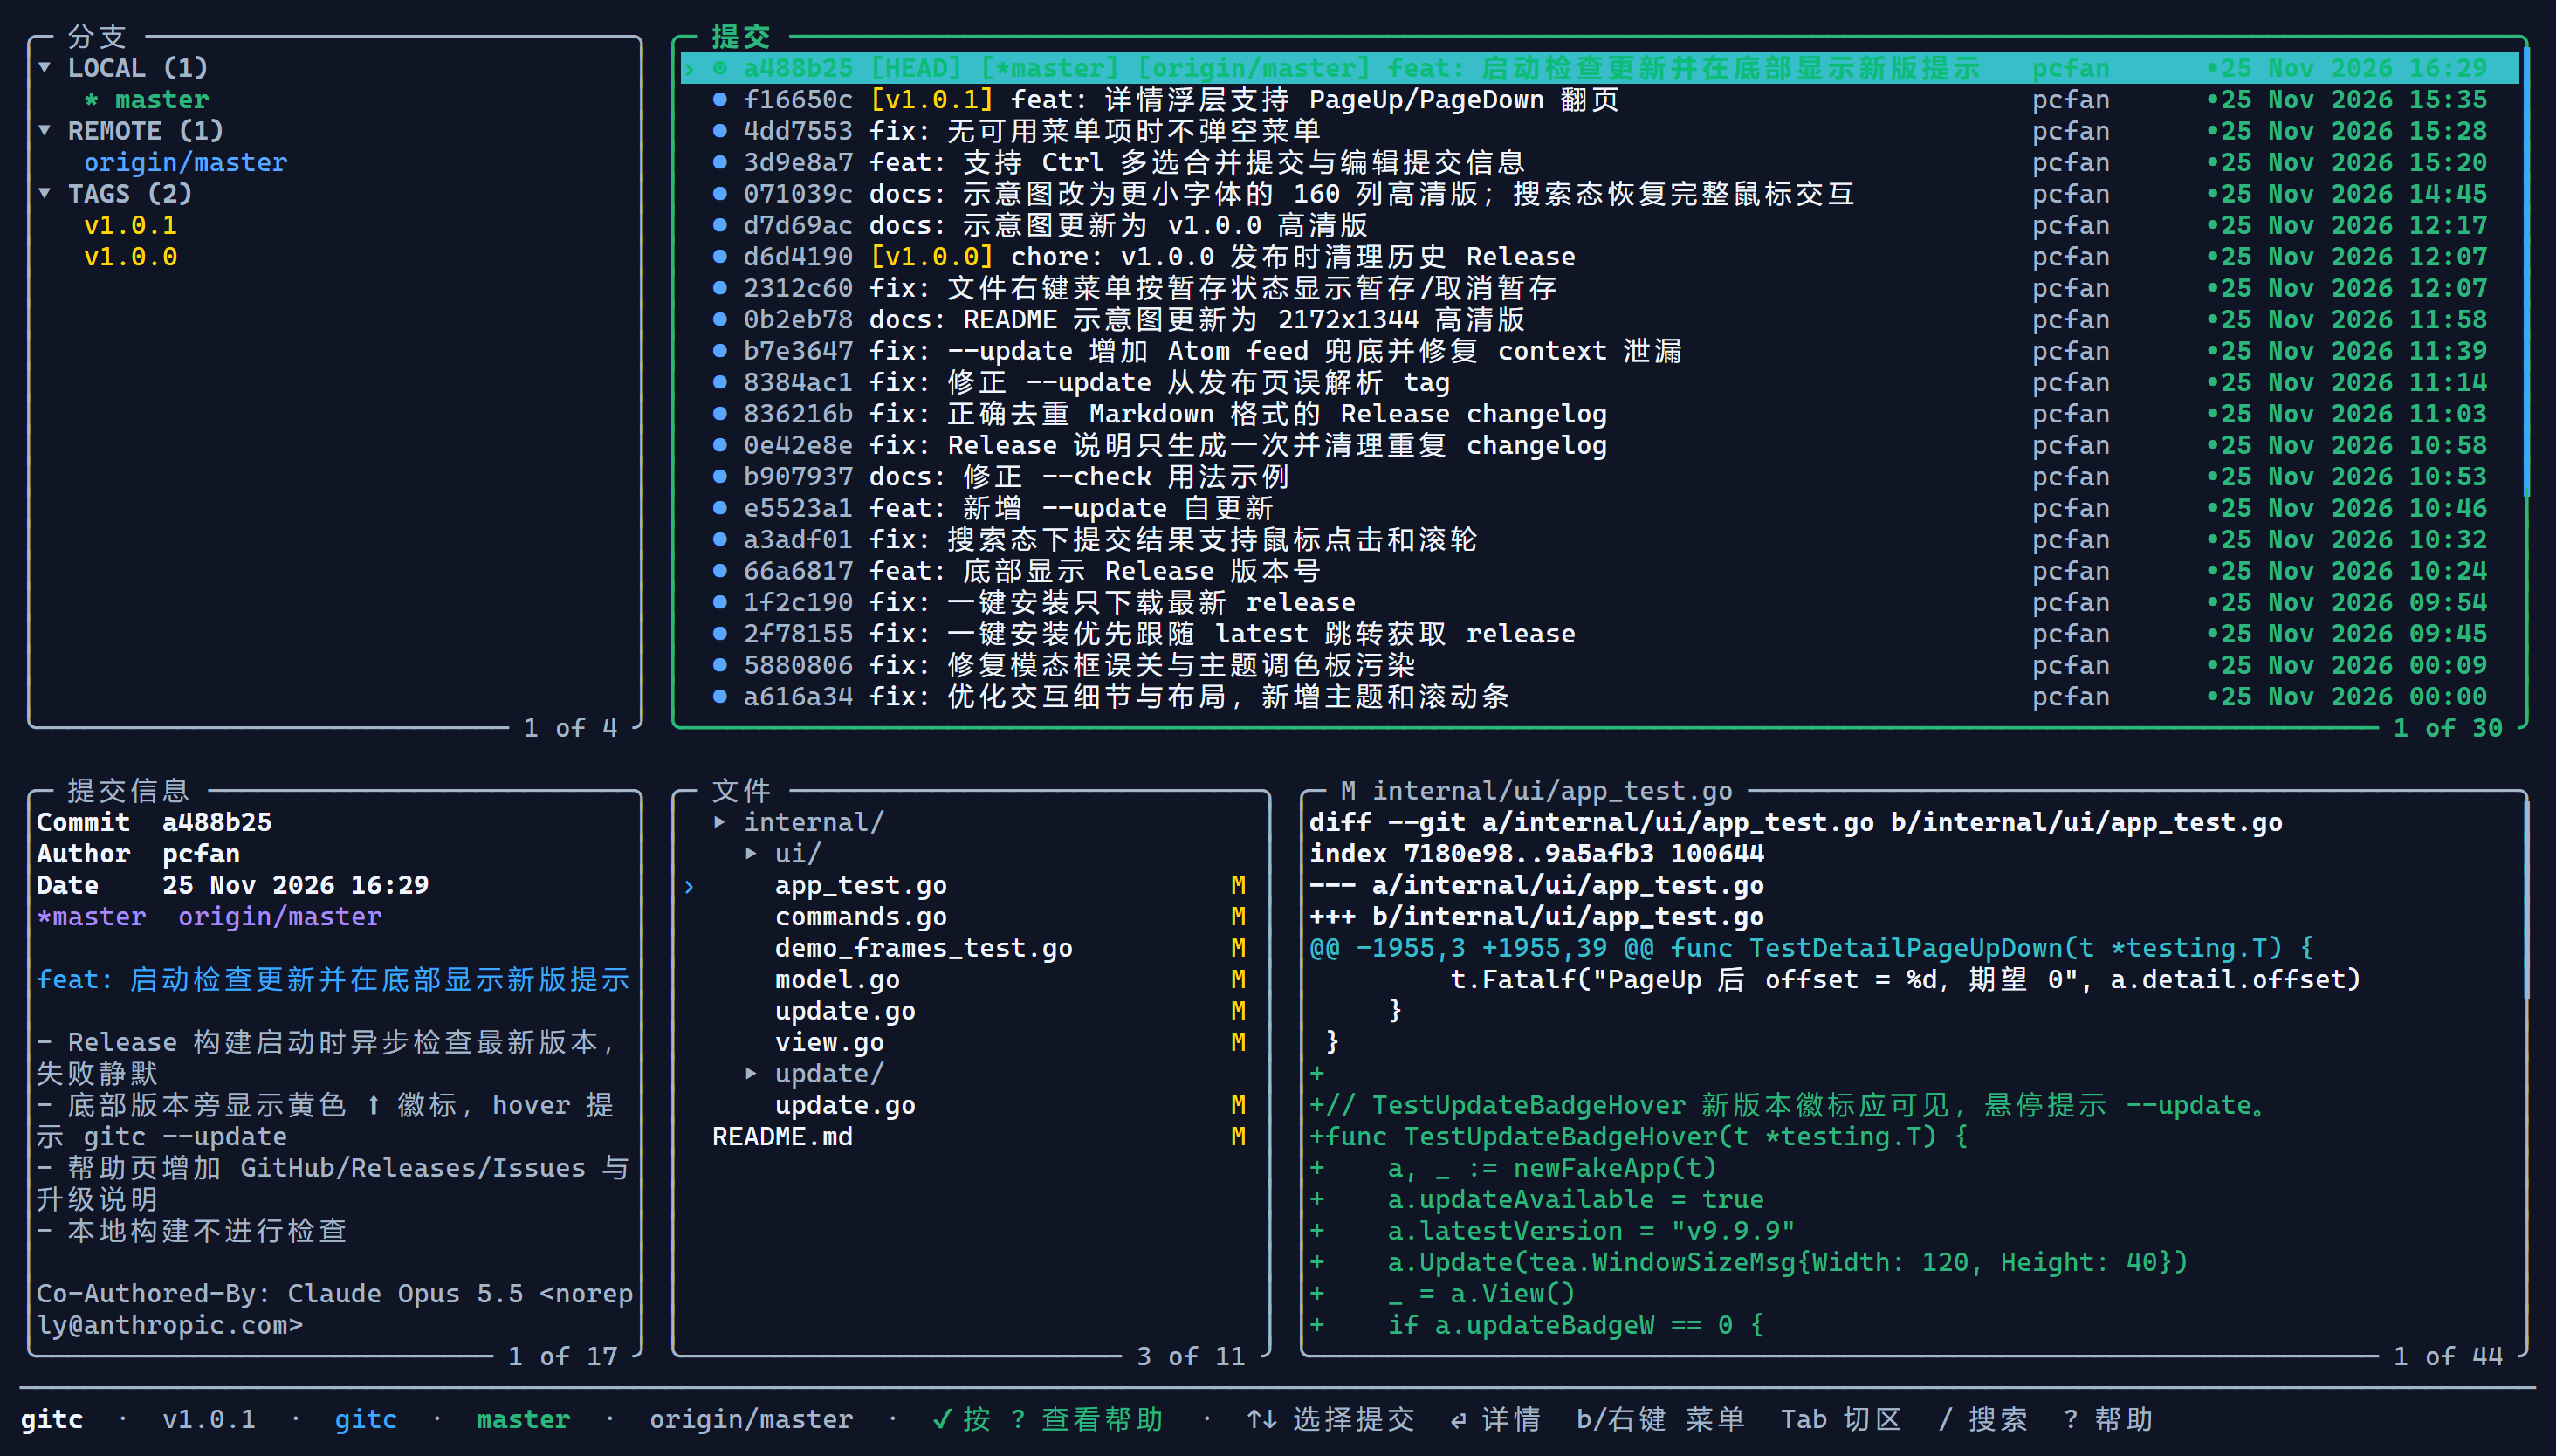 分支
▼ LOCAL (1)
* master
▼ REMOTE (1)
origin/master
▼ TAGS (2)
v1.0.1
v1.0.0
1 of 4
提交
› ⊙ a488b25 [HEAD] [*master] [origin/master] feat: 启动检查更新并在底部显示新版提示 pcfan •25 Nov 2026 16:29
● f16650c [v1.0.1] feat: 详情浮层支持 PageUp/PageDown 翻页 pcfan •25 Nov 2026 15:35
● 4dd7553 fix: 无可用菜单项时不弹空菜单 pcfan •25 Nov 2026 15:28
● 3d9e8a7 feat: 支持 Ctrl 多选合并提交与编辑提交信息 pcfan •25 Nov 2026 15:20
● 071039c docs: 示意图改为更小字体的 160 列高清版；搜索态恢复完整鼠标交互 pcfan •25 Nov 2026 14:45
● d7d69ac docs: 示意图更新为 v1.0.0 高清版 pcfan •25 Nov 2026 12:17
● d6d4190 [v1.0.0] chore: v1.0.0 发布时清理历史 Release pcfan •25 Nov 2026 12:07
● 2312c60 fix: 文件右键菜单按暂存状态显示暂存/取消暂存 pcfan •25 Nov 2026 12:07
● 0b2eb78 docs: README 示意图更新为 2172x1344 高清版 pcfan •25 Nov 2026 11:58
● b7e3647 fix: --update 增加 Atom feed 兜底并修复 context 泄漏 pcfan •25 Nov 2026 11:39
● 8384ac1 fix: 修正 --update 从发布页误解析 tag pcfan •25 Nov 2026 11:14
● 836216b fix: 正确去重 Markdown 格式的 Release changelog pcfan •25 Nov 2026 11:03
● 0e42e8e fix: Release 说明只生成一次并清理重复 changelog pcfan •25 Nov 2026 10:58
● b907937 docs: 修正 --check 用法示例 pcfan •25 Nov 2026 10:53
● e5523a1 feat: 新增 --update 自更新 pcfan •25 Nov 2026 10:46
● a3adf01 fix: 搜索态下提交结果支持鼠标点击和滚轮 pcfan •25 Nov 2026 10:32
● 66a6817 feat: 底部显示 Release 版本号 pcfan •25 Nov 2026 10:24
● 1f2c190 fix: 一键安装只下载最新 release pcfan •25 Nov 2026 09:54
● 2f78155 fix: 一键安装优先跟随 latest 跳转获取 release pcfan •25 Nov 2026 09:45
● 5880806 fix: 修复模态框误关与主题调色板污染 pcfan •25 Nov 2026 00:09
● a616a34 fix: 优化交互细节与布局，新增主题和滚动条 pcfan •25 Nov 2026 00:00
1 of 30
提交信息
Commit a488b25
Author pcfan
Date 25 Nov 2026 16:29
*master origin/master
feat: 启动检查更新并在底部显示新版提示
- Release 构建启动时异步检查最新版本，
失败静默
- 底部版本旁显示黄色 ⬆ 徽标，hover 提
示 gitc --update
- 帮助页增加 GitHub/Releases/Issues 与
升级说明
- 本地构建不进行检查
Co-Authored-By: Claude Opus 5.5 <norep
ly@anthropic.com>
1 of 17
文件
▶ internal/
▶ ui/
› app_test.go M
commands.go M
demo_frames_test.go M
model.go M
update.go M
view.go M
▶ update/
update.go M
README.md M
3 of 11
M internal/ui/app_test.go
diff --git a/internal/ui/app_test.go b/internal/ui/app_test.go
index 7180e98..9a5afb3 100644
--- a/internal/ui/app_test.go
+++ b/internal/ui/app_test.go
@@ -1955,3 +1955,39 @@ func TestDetailPageUpDown(t *testing.T) {
t.Fatalf("PageUp 后 offset = %d，期望 0", a.detail.offset)
}
}
+
+// TestUpdateBadgeHover 新版本徽标应可见，悬停提示 --update。
+func TestUpdateBadgeHover(t *testing.T) {
+ a, _ := newFakeApp(t)
+ a.updateAvailable = true
+ a.latestVersion = "v9.9.9"
+ a.Update(tea.WindowSizeMsg{Width: 120, Height: 40})
+ _ = a.View()
+ if a.updateBadgeW == 0 {
1 of 44
gitc · v1.0.1 · gitc · master · origin/master · ✓ 按 ? 查看帮助 · ↑↓ 选择提交 ⏎ 详情 b/右键 菜单 Tab 切区 / 搜索 ? 帮助